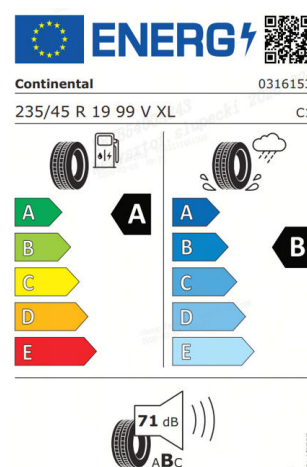 ENERG
Continental 0316153
235/45 R 19 99 V XL C1
A A A
B B B
C C
D D
E E
71 dB
ABC